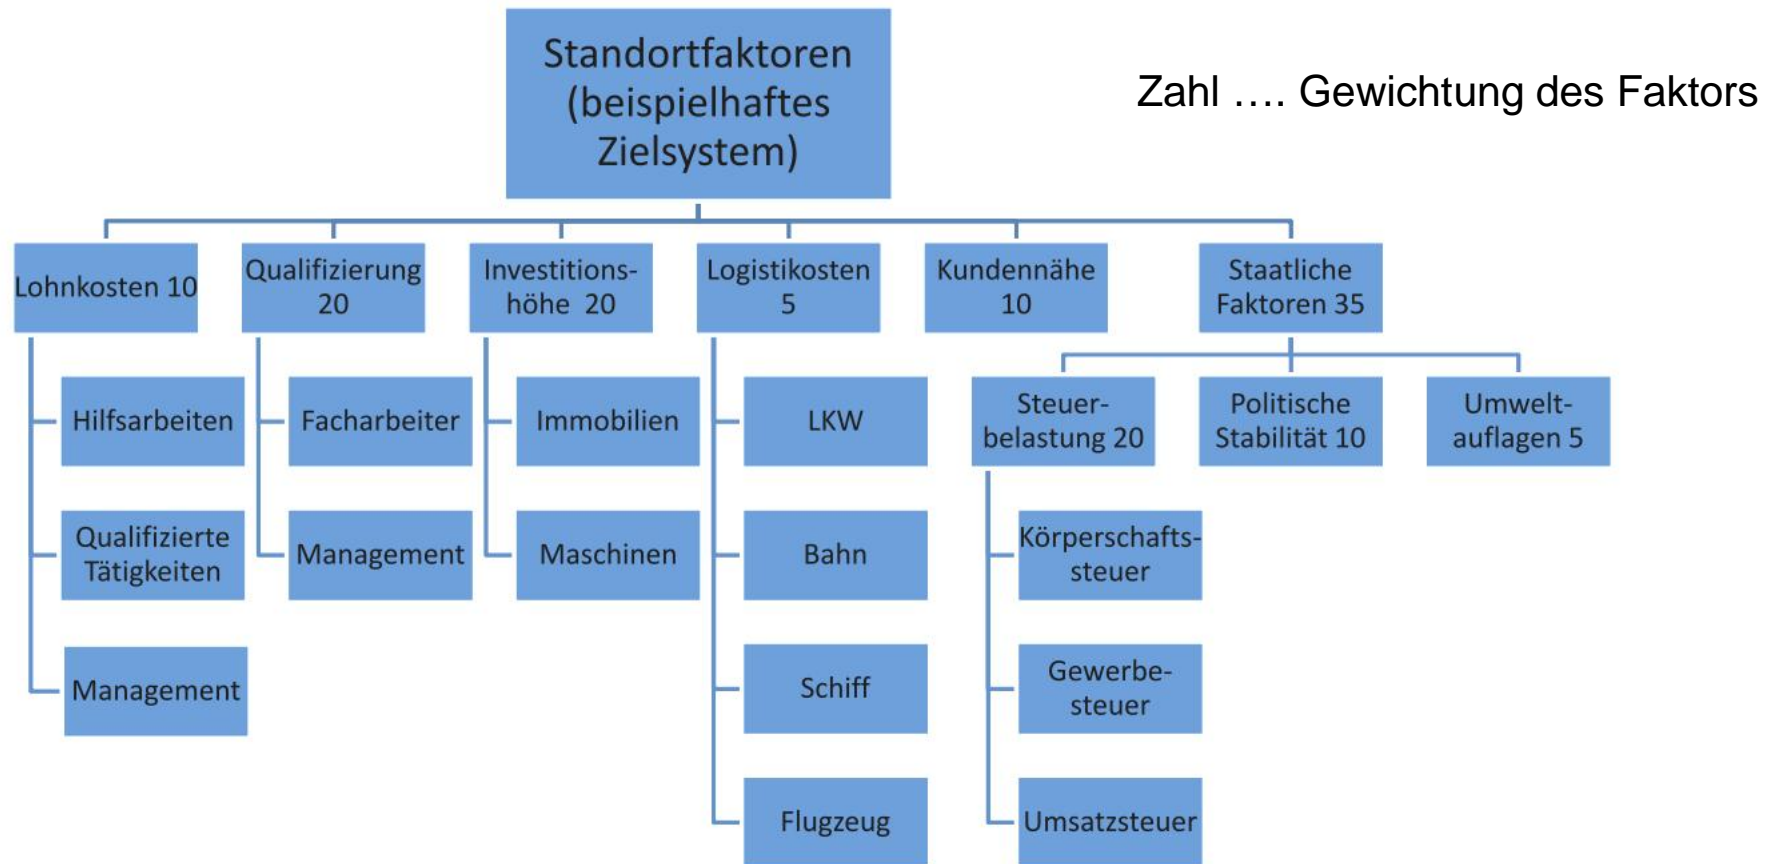 Standortfaktoren
(beispielhaftes
Zielsystem)
Zahl …. Gewichtung des Faktors
Lohnkosten 10
Qualifizierung
20
Investitions-
höhe 20
Logistikosten
5
Kundennähe
10
Staatliche
Faktoren 35
Hilfsarbeiten
Qualifizierte
Tätigkeiten
Management
Facharbeiter
Management
Immobilien
Maschinen
LKW
Bahn
Schiff
Flugzeug
Steuer-
belastung 20
Politische
Stabilität 10
Umwelt-
auflagen 5
Körperschafts-
steuer
Gewerbe-
steuer
Umsatzsteuer